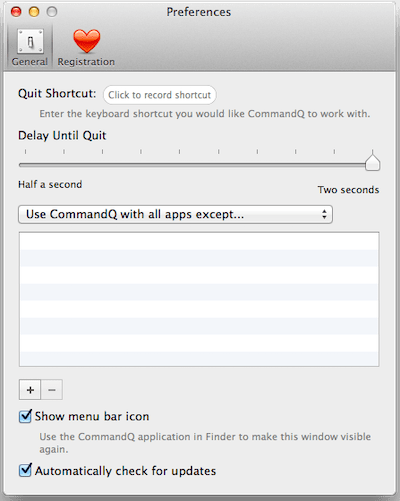 Preferences
General
Registration
Quit Shortcut: Click to record shortcut
Enter the keyboard shortcut you would like CommandQ to work with.
Delay Until Quit
Half a second
Two seconds
Use CommandQ with all apps except...
+ −
Show menu bar icon
Use the CommandQ application in Finder to make this window visible
again.
Automatically check for updates